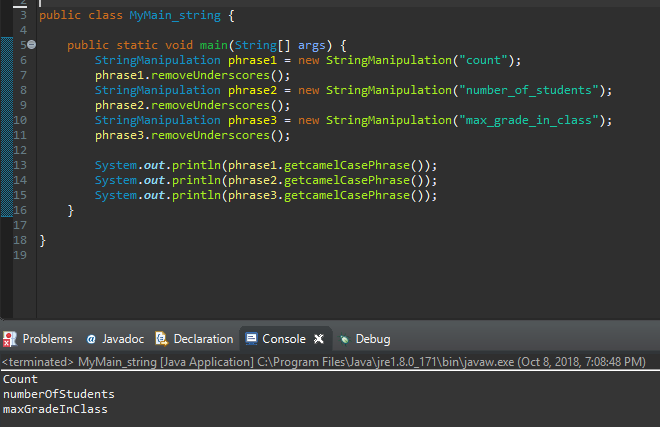 2
3 public class MyMain_string {
4
5 public static void main(String[] args) {
6 StringManipulation phrase1 = new StringManipulation("count");
7 phrase1.removeUnderscores();
8 StringManipulation phrase2 = new StringManipulation("number_of_students");
9 phrase2.removeUnderscores();
10 StringManipulation phrase3 = new StringManipulation("max_grade_in_class");
11 phrase3.removeUnderscores();
12
13 System.out.println(phrase1.getcamelCasePhrase());
14 System.out.println(phrase2.getcamelCasePhrase());
15 System.out.println(phrase3.getcamelCasePhrase());
16 }
17
18 }
19
Problems @ Javadoc Declaration Console Debug
<terminated> MyMain_string [Java Application] C:\Program Files\Java\jre1.8.0_171\bin\javaw.exe (Oct 8, 2018, 7:08:48 PM)
Count
numberOfStudents
maxGradeInClass